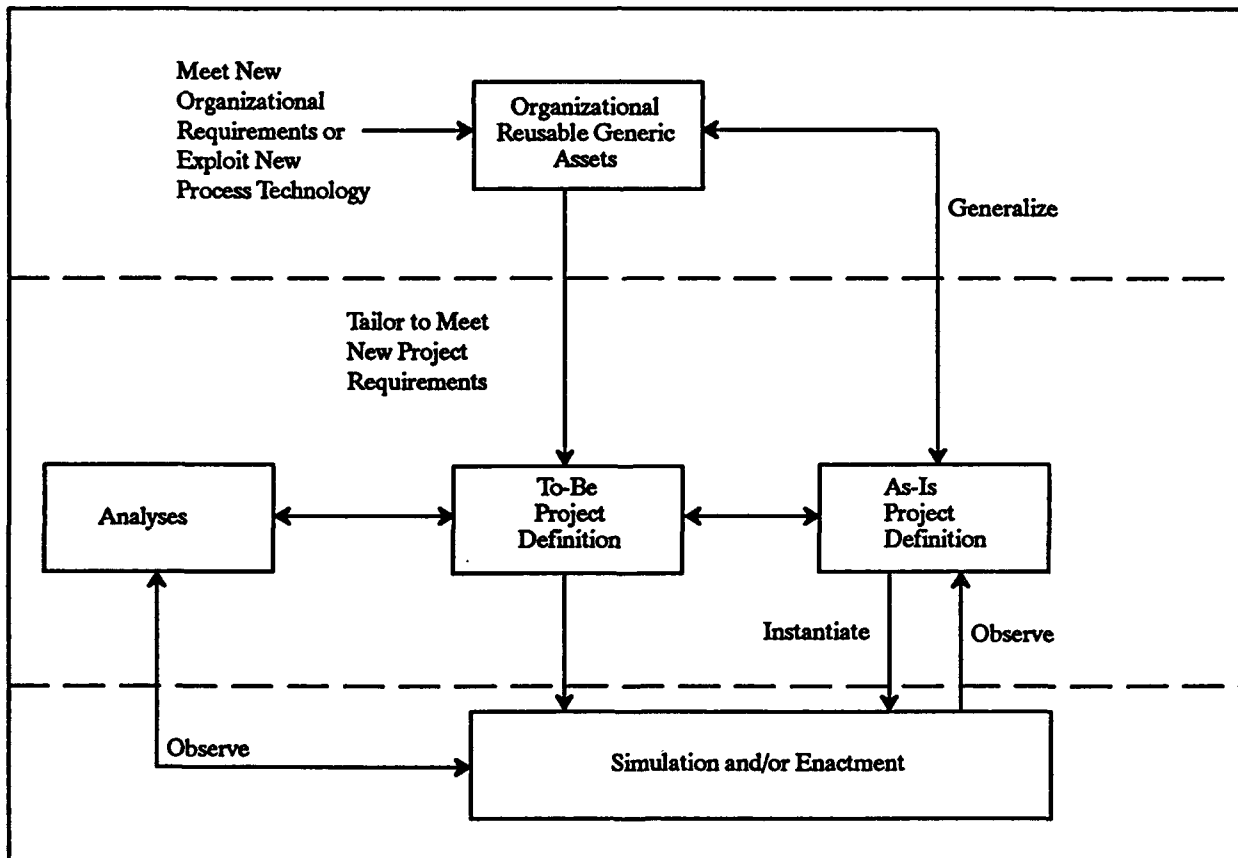 Meet New
Organizational
Requirements or
Exploit New
Process Technology
Organizational
Reusable Generic
Assets
Generalize
Tailor to Meet
New Project
Requirements
Analyses
To-Be
Project
Definition
As-Is
Project
Definition
Instantiate
Observe
Observe
Simulation and/or Enactment